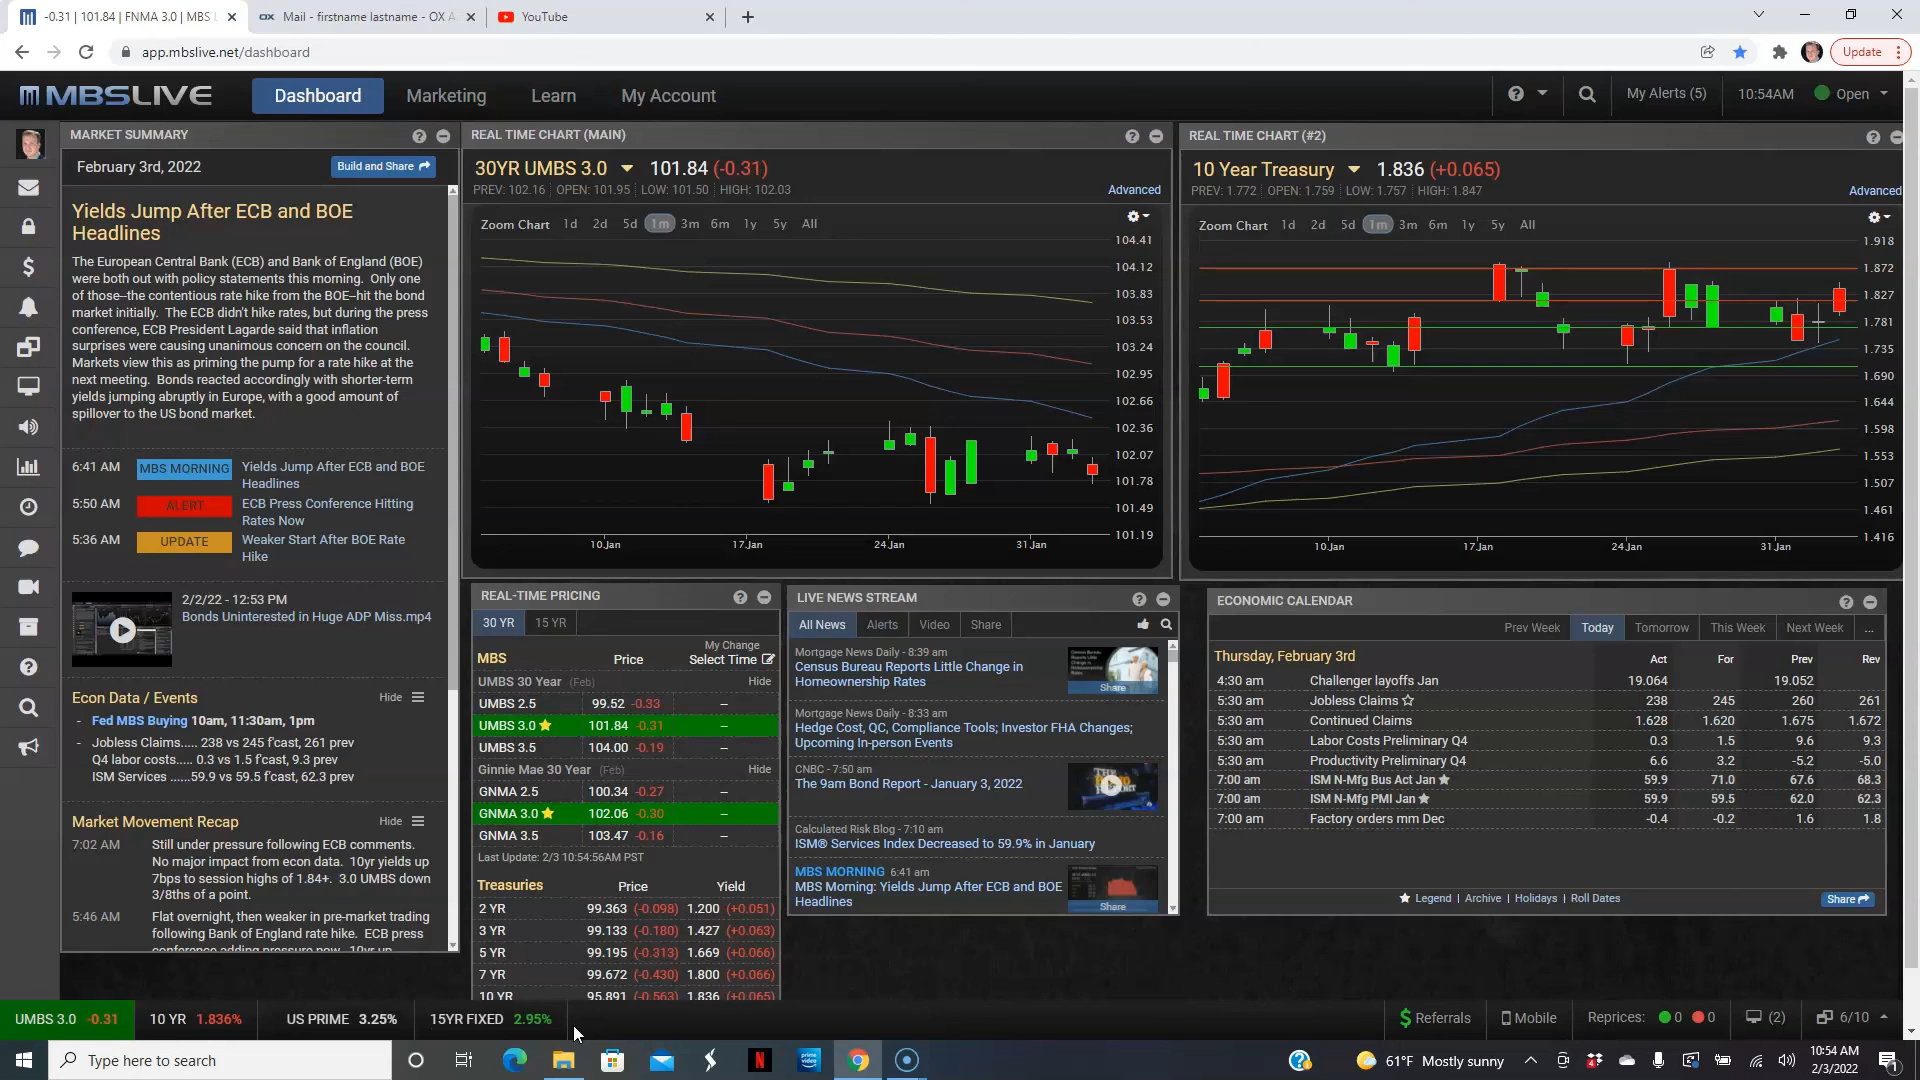 -0.31 | 101.84 | FNMA 3.0 | MBS L
Mail - firstname lastname - OX A
YouTube
app.mbslive.net/dashboard
Update
MBSLIVE
Dashboard
Marketing
Learn
My Account
My Alerts (5)
10:54AM
Open
MARKET SUMMARY
February 3rd, 2022
Build and Share
Yields Jump After ECB and BOE
Headlines
The European Central Bank (ECB) and Bank of England (BOE)
were both out with policy statements this morning. Only one
of those--the contentious rate hike from the BOE--hit the bond
market initially. The ECB didn't hike rates, but during the press
conference, ECB President Lagarde said that inflation
surprises were causing unanimous concern on the council.
Markets view this as priming the pump for a rate hike at the
next meeting. Bonds reacted accordingly with shorter-term
yields jumping abruptly in Europe, with a good amount of
spillover to the US bond market.
6:41 AM MBS MORNING Yields Jump After ECB and BOE
Headlines
5:50 AM ALERT ECB Press Conference Hitting
Rates Now
5:36 AM UPDATE Weaker Start After BOE Rate
Hike
2/2/22 - 12:53 PM
Bonds Uninterested in Huge ADP Miss.mp4
Econ Data / Events Hide
- Fed MBS Buying 10am, 11:30am, 1pm
- Jobless Claims..... 238 vs 245 f'cast, 261 prev
Q4 labor costs..... 0.3 vs 1.5 f'cast, 9.3 prev
ISM Services ......59.9 vs 59.5 f'cast, 62.3 prev
Market Movement Recap Hide
7:02 AM Still under pressure following ECB comments.
No major impact from econ data. 10yr yields up
7bps to session highs of 1.84+. 3.0 UMBS down
3/8ths of a point.
5:46 AM Flat overnight, then weaker in pre-market trading
following Bank of England rate hike. ECB press
conference adding pressure now. 10yr up
REAL TIME CHART (MAIN)
30YR UMBS 3.0 101.84 (-0.31)
PREV: 102.16 OPEN: 101.95 LOW: 101.50 HIGH: 102.03
Advanced
Zoom Chart 1d 2d 5d 1m 3m 6m 1y 5y All
104.41
104.12
103.83
103.53
103.24
102.95
102.66
102.36
102.07
101.78
101.49
101.19
10.Jan 17.Jan 24.Jan 31.Jan
REAL TIME CHART (#2)
10 Year Treasury 1.836 (+0.065)
PREV: 1.772 OPEN: 1.759 LOW: 1.757 HIGH: 1.847
Advanced
Zoom Chart 1d 2d 5d 1m 3m 6m 1y 5y All
1.918
1.872
1.827
1.781
1.735
1.690
1.644
1.598
1.553
1.507
1.461
1.416
10.Jan 17.Jan 24.Jan 31.Jan
REAL-TIME PRICING
30 YR 15 YR
My Change
MBS Price Select Time
UMBS 30 Year (Feb) Hide
UMBS 2.5 99.52 -0.33 --
UMBS 3.0 101.84 -0.31 --
UMBS 3.5 104.00 -0.19 --
Ginnie Mae 30 Year (Feb) Hide
GNMA 2.5 100.34 -0.27 --
GNMA 3.0 102.06 -0.30 --
GNMA 3.5 103.47 -0.16 --
Last Update: 2/3 10:54:56AM PST
Treasuries Price Yield
2 YR 99.363 (-0.098) 1.200 (+0.051)
3 YR 99.133 (-0.180) 1.427 (+0.063)
5 YR 99.195 (-0.313) 1.669 (+0.066)
7 YR 99.672 (-0.430) 1.800 (+0.066)
10 YR 95.891 (-0.563) 1.836 (+0.065)
LIVE NEWS STREAM
All News Alerts Video Share
Mortgage News Daily - 8:39 am
Census Bureau Reports Little Change in
Homeownership Rates
Share
Mortgage News Daily - 8:33 am
Hedge Cost, QC, Compliance Tools; Investor FHA Changes;
Upcoming In-person Events
CNBC - 7:50 am
The 9am Bond Report - January 3, 2022
Calculated Risk Blog - 7:10 am
ISM® Services Index Decreased to 59.9% in January
MBS MORNING 6:41 am
MBS Morning: Yields Jump After ECB and BOE
Headlines
Share
ECONOMIC CALENDAR
Prev Week Today Tomorrow This Week Next Week ...
Thursday, February 3rd Act For Prev Rev
4:30 am Challenger layoffs Jan 19.064 19.052
5:30 am Jobless Claims 238 245 260 261
5:30 am Continued Claims 1.628 1.620 1.675 1.672
5:30 am Labor Costs Preliminary Q4 0.3 1.5 9.6 9.3
5:30 am Productivity Preliminary Q4 6.6 3.2 -5.2 -5.0
7:00 am ISM N-Mfg Bus Act Jan 59.9 71.0 67.6 68.3
7:00 am ISM N-Mfg PMI Jan 59.9 59.5 62.0 62.3
7:00 am Factory orders mm Dec -0.4 -0.2 1.6 1.8
Legend | Archive | Holidays | Roll Dates
Share
UMBS 3.0 -0.31 10 YR 1.836% US PRIME 3.25% 15YR FIXED 2.95%
Referrals Mobile Reprices: 0 0 (2) 6/10
Type here to search
61°F Mostly sunny
10:54 AM
2/3/2022